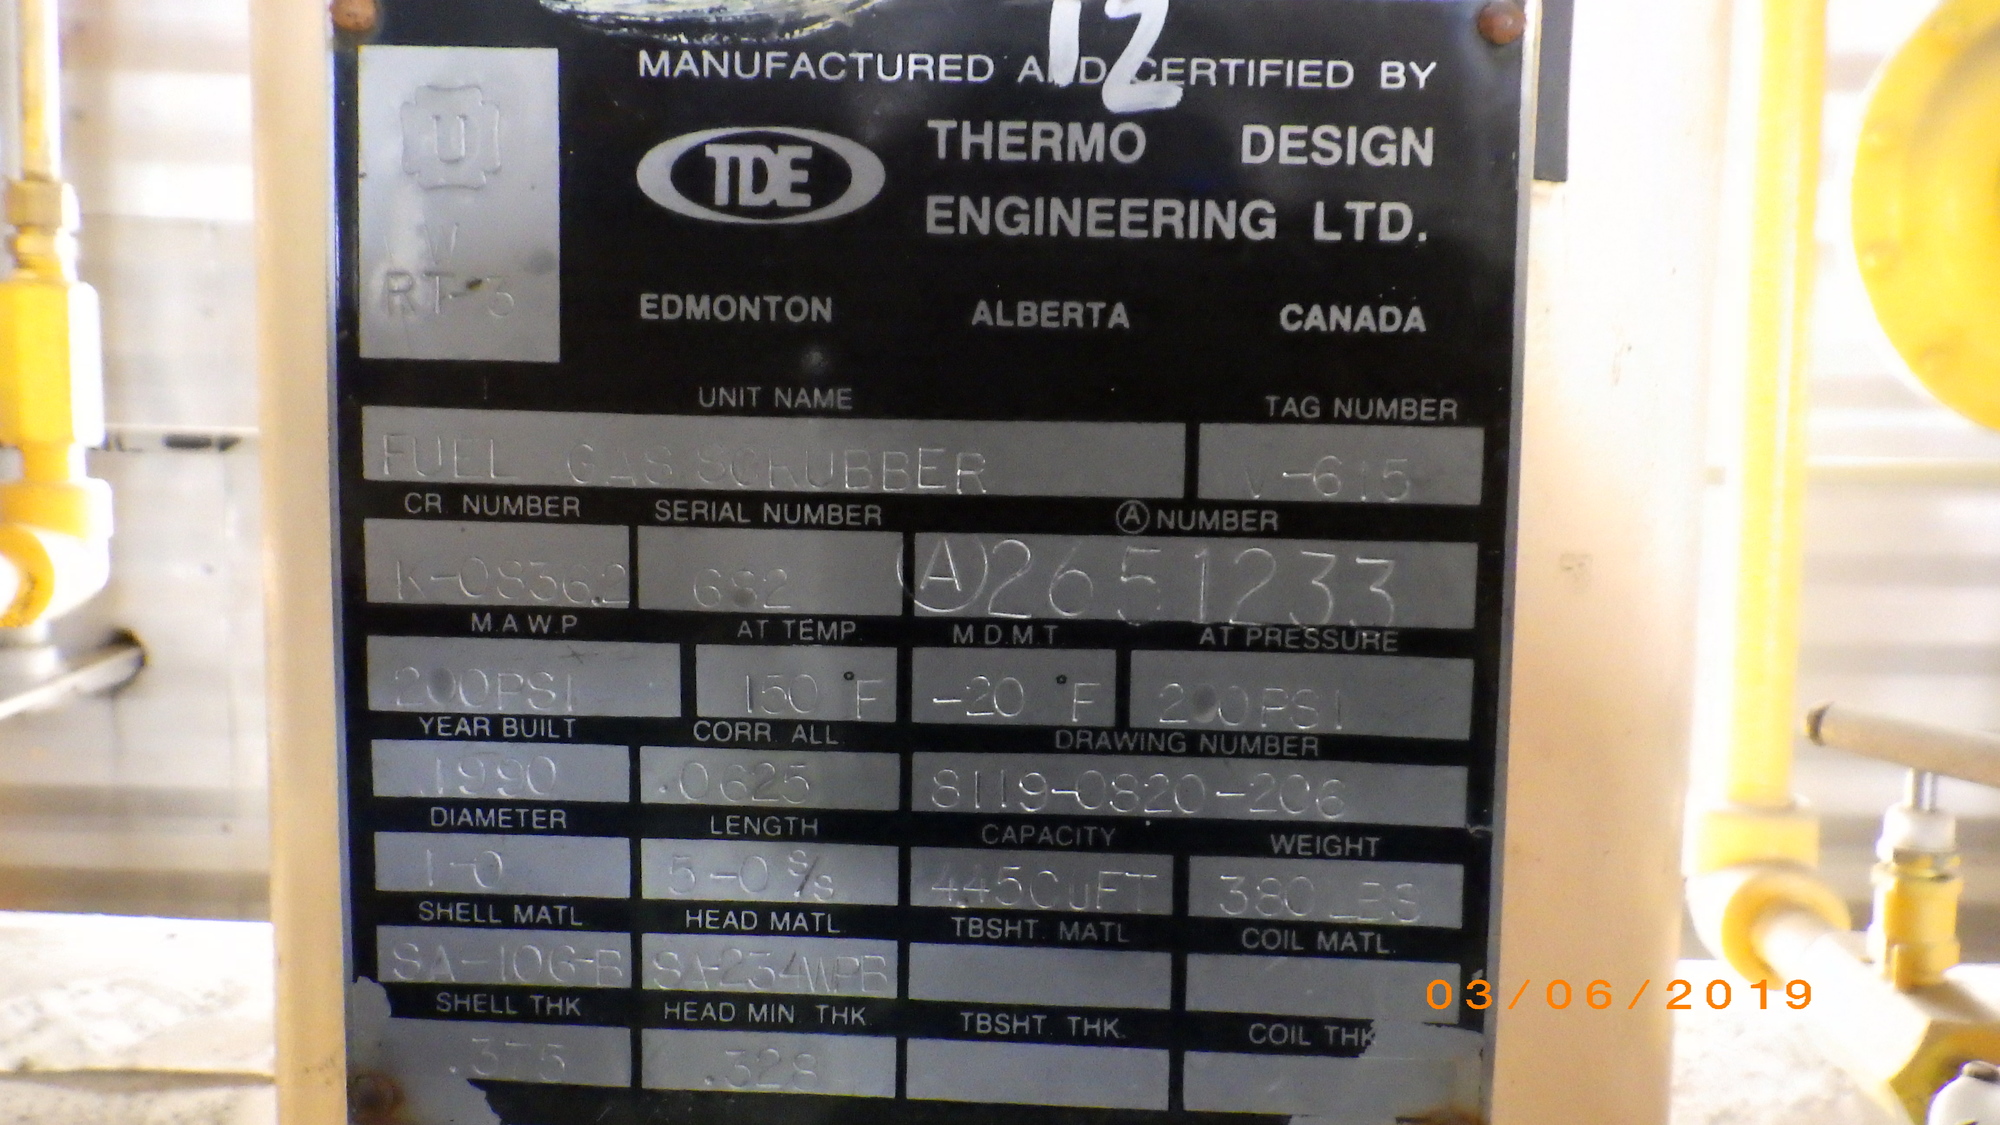 12
MANUFACTURED AND CERTIFIED BY
U
W
RT-3
TDE
THERMO DESIGN
ENGINEERING LTD.
EDMONTON ALBERTA CANADA
UNIT NAME TAG NUMBER
FUEL GAS SCRUBBER V-615
CR. NUMBER SERIAL NUMBER Ⓐ NUMBER
K-08362 682 Ⓐ2651233
M.A.W.P AT TEMP. M.D.M.T. AT PRESSURE
200PSI 150 °F -20 °F 200PSI
YEAR BUILT CORR. ALL. DRAWING NUMBER
1990 .0625 8119-0820-206
DIAMETER LENGTH CAPACITY WEIGHT
1-0 5-0 S/S 4.45CuFT 380 LBS
SHELL MATL HEAD MATL. TBSHT. MATL COIL MATL.
SA-106-B SA-234WPB
SHELL THK HEAD MIN. THK. TBSHT. THK. COIL THK
.375 .328
03/06/2019